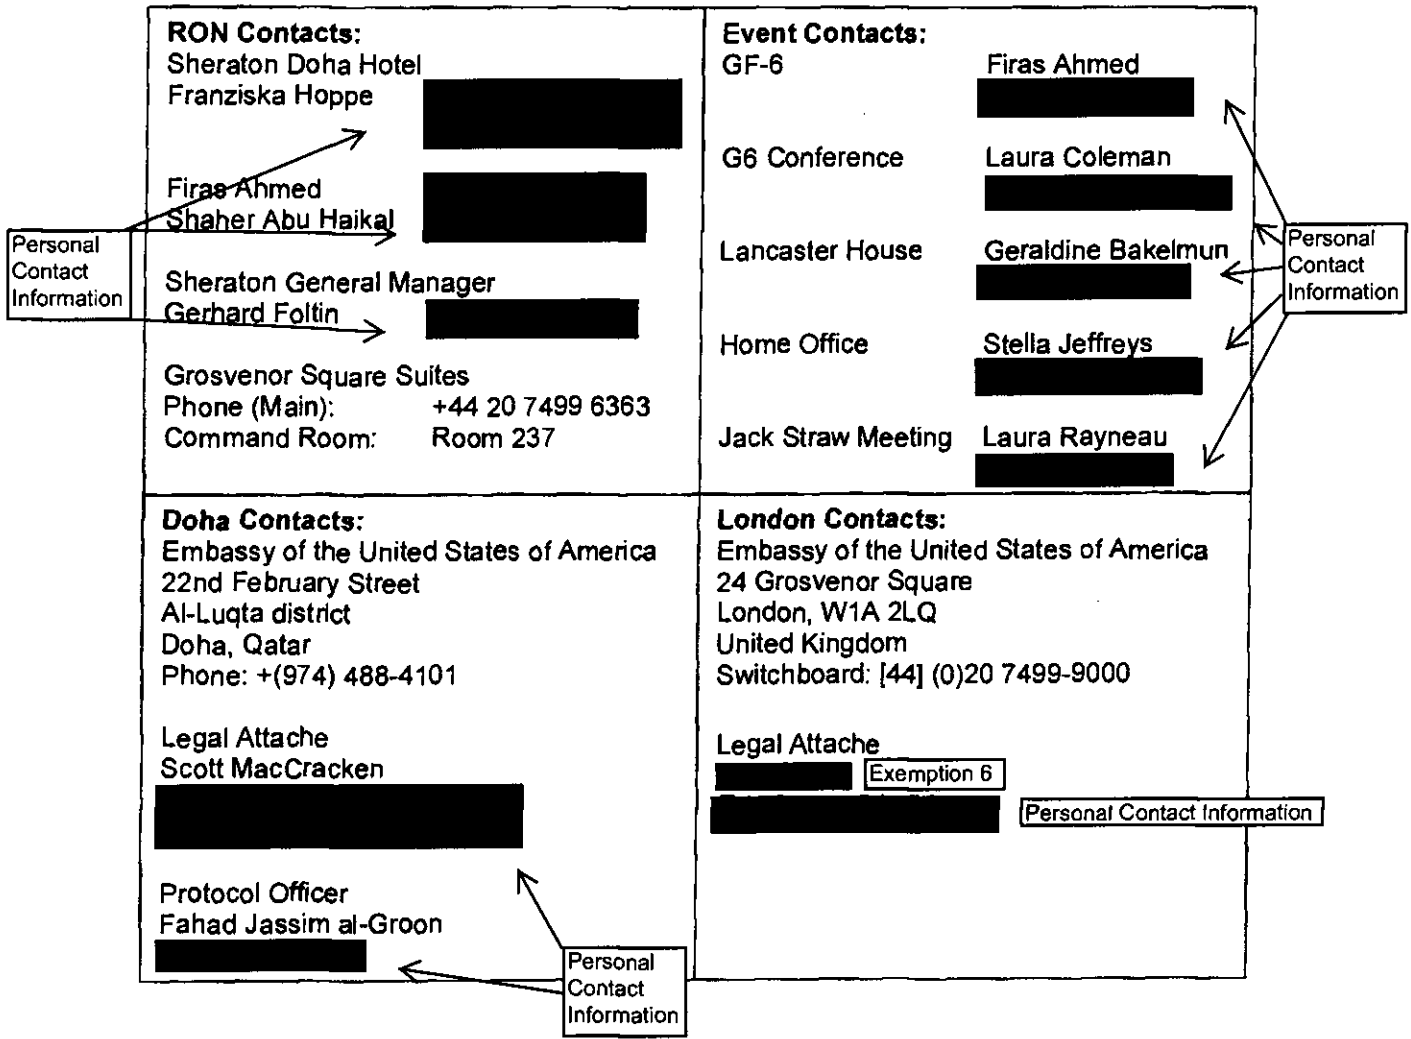 RON Contacts:
Sheraton Doha Hotel
Franziska Hoppe
Firas Ahmed
Shaher Abu Haikal
Sheraton General Manager
Gerhard Foltin
Grosvenor Square Suites
Phone (Main): +44 20 7499 6363
Command Room: Room 237
Personal
Contact
Information
Event Contacts:
GF-6 Firas Ahmed
G6 Conference Laura Coleman
Lancaster House Geraldine Bakelmun
Home Office Stella Jeffreys
Jack Straw Meeting Laura Rayneau
Personal
Contact
Information
Doha Contacts:
Embassy of the United States of America
22nd February Street
Al-Luqta district
Doha, Qatar
Phone: +(974) 488-4101
Legal Attache
Scott MacCracken
Protocol Officer
Fahad Jassim al-Groon
Personal
Contact
Information
London Contacts:
Embassy of the United States of America
24 Grosvenor Square
London, W1A 2LQ
United Kingdom
Switchboard: [44] (0)20 7499-9000
Legal Attache
Exemption 6
Personal Contact Information